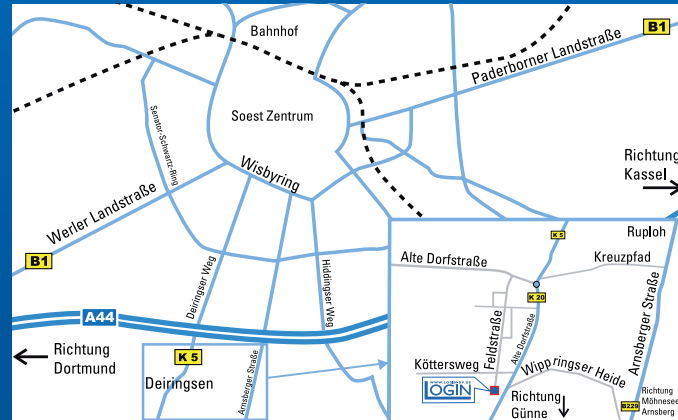 Bahnhof
B1
Paderborner Landstraße
Senator-Schwartz-Ring
Soest Zentrum
Wisbyring
Richtung
Kassel
Werler Landstraße
B1
Deiringser Weg
Hiddingser Weg
A44
Richtung
Dortmund
K 5
Deiringsen
Arnsberger Straße
K 5
Ruploh
Alte Dorfstraße
Kreuzpfad
K 20
Feldstraße
Alte Dorfstraße
Arnsberger Straße
Köttersweg
Wippringser Heide
LOGIN
Richtung
Günne
B229
Richtung
Möhnesee
Arnsberg